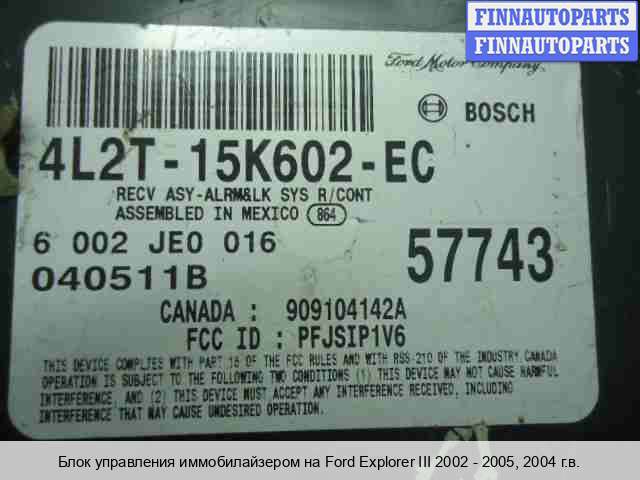 FINNAUTOPARTS
FINNAUTOPARTS
Ford Motor Company
BOSCH
4L2T-15K602-EC
RECV ASY-ALRM&LK SYS R/CONT
ASSEMBLED IN MEXICO 864
6 002 JE0 016
57743
040511B
CANADA : 909104142A
FCC ID : PFJSIP1V6
THIS DEVICE COMPLIES WITH PART 15 OF THE FCC RULES AND WITH RSS-210 OF THE INDUSTRY CANADA
OPERATION IS SUBJECT TO THE FOLLOWING TWO CONDITIONS (1) THIS DEVICE MAY NOT CAUSE HARMFUL
INTERFERENCE, AND (2) THIS DEVICE MUST ACCEPT ANY INTERFERENCE RECEIVED, INCLUDING
INTERFERENCE THAT MAY CAUSE UNDESIRED OPERATION.
Блок управления иммобилайзером на Ford Explorer III 2002 - 2005, 2004 г.в.